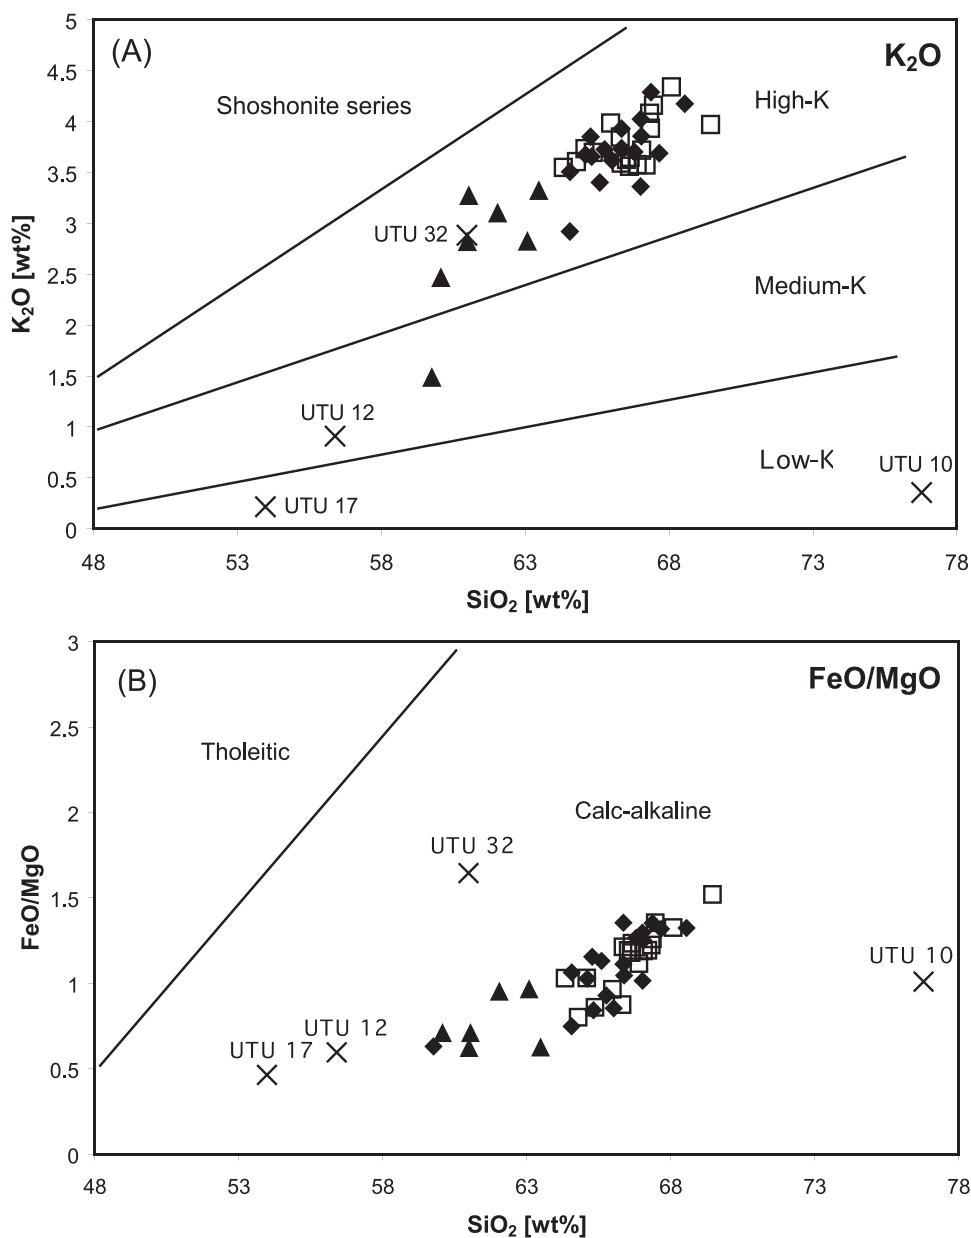 (A)
K₂O
Shoshonite series
High-K
UTU 32
Medium-K
UTU 12
Low-K
UTU 10
UTU 17
5
4.5
4
3.5
3
2.5
2
1.5
1
0.5
0
K₂O [wt%]
48 53 58 63 68 73 78
SiO₂ [wt%]
(B)
FeO/MgO
Tholeitic
Calc-alkaline
UTU 32
UTU 10
UTU 12
UTU 17
3
2.5
2
1.5
1
0.5
0
FeO/MgO
48 53 58 63 68 73 78
SiO₂ [wt%]